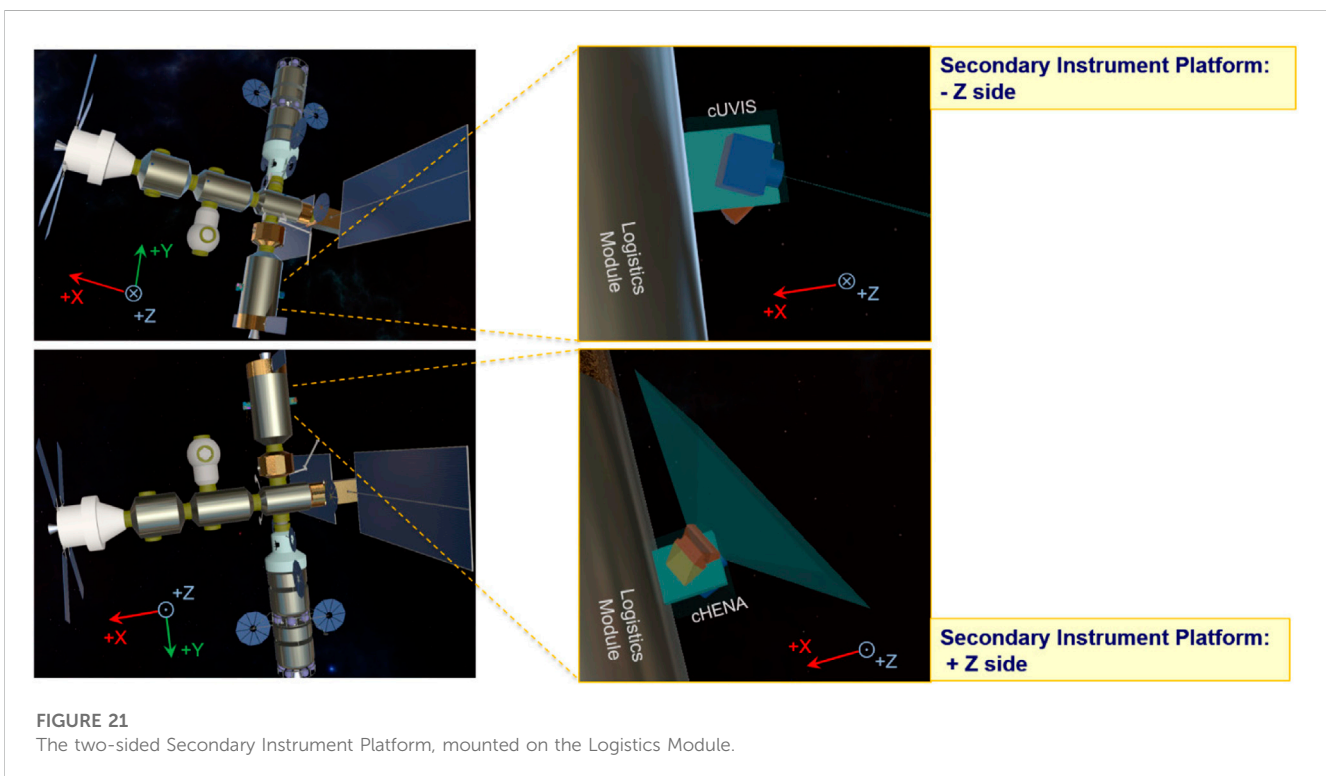 Secondary Instrument Platform:
- Z side
cUVIS
Logistics
Module
+Y
+X
+Z
+X
+Z
+Z
+X
+Y
Logistics
Module
cHENA
+X
+Z
Secondary Instrument Platform:
+ Z side
FIGURE 21
The two-sided Secondary Instrument Platform, mounted on the Logistics Module.